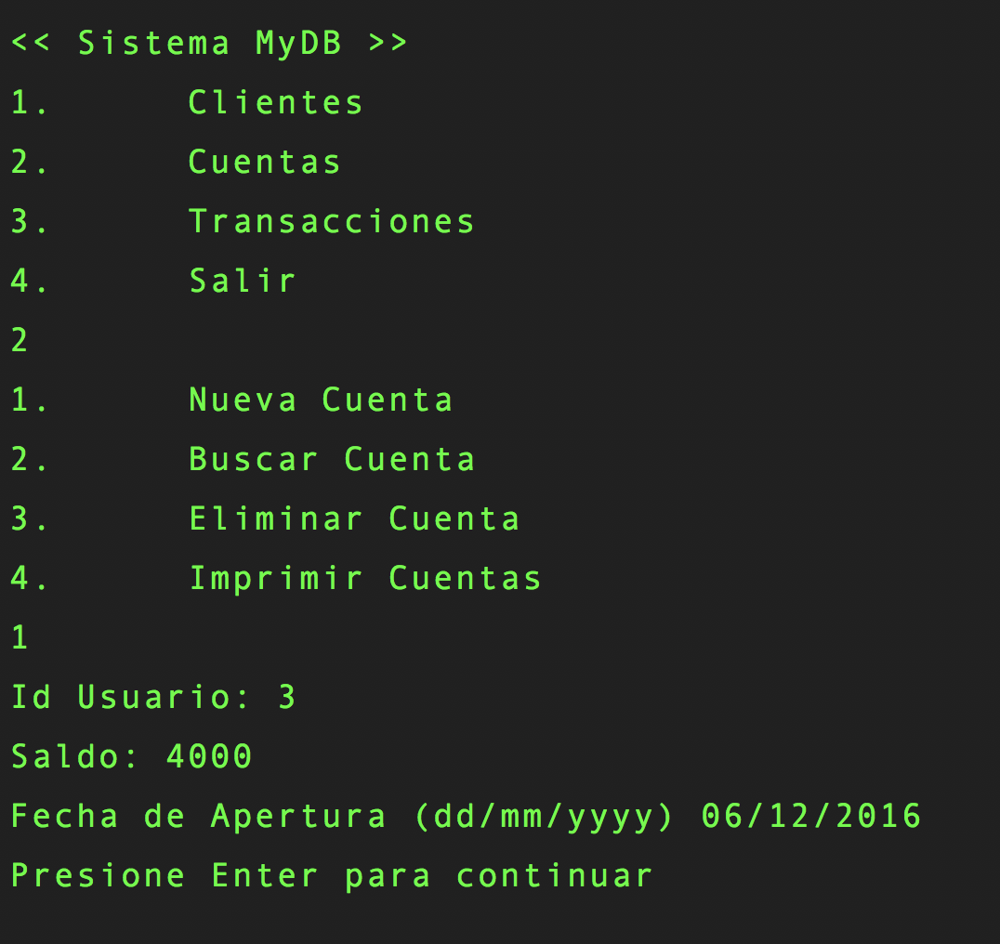 << Sistema MyDB >>
1. Clientes
2. Cuentas
3. Transacciones
4. Salir
2
1. Nueva Cuenta
2. Buscar Cuenta
3. Eliminar Cuenta
4. Imprimir Cuentas
1
Id Usuario: 3
Saldo: 4000
Fecha de Apertura (dd/mm/yyyy) 06/12/2016
Presione Enter para continuar